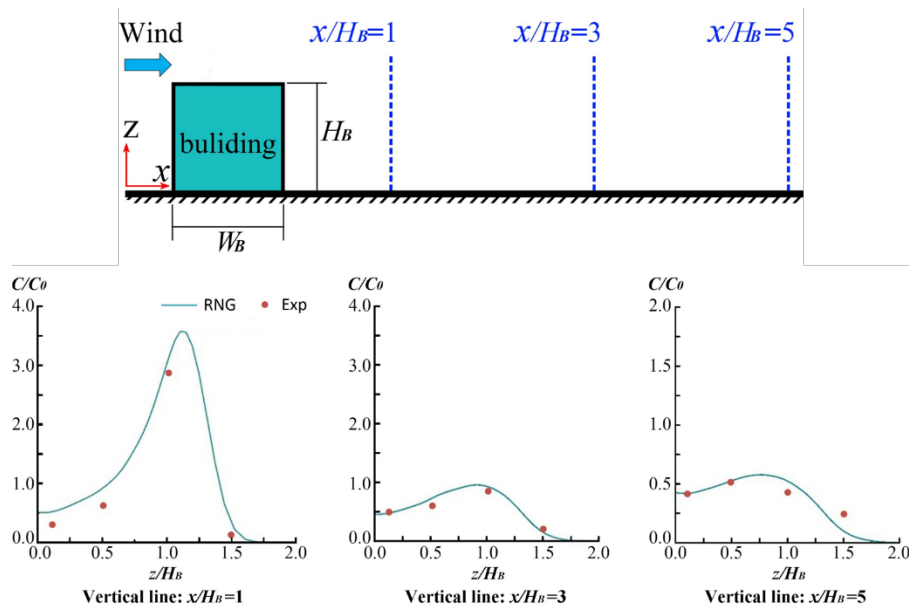 Wind
x/HB=1
x/HB=3
x/HB=5
z
x
buliding
HB
WB
C/C0
4.0
3.0
2.0
1.0
0.0
0.0 0.5 1.0 1.5 2.0
RNG
Exp
z/HB
Vertical line: x/HB=1
C/C0
4.0
3.0
2.0
1.0
0.0
0.0 0.5 1.0 1.5 2.0
z/HB
Vertical line: x/HB=3
C/C0
2.0
1.5
1.0
0.5
0.0
0.0 0.5 1.0 1.5 2.0
z/HB
Vertical line: x/HB=5